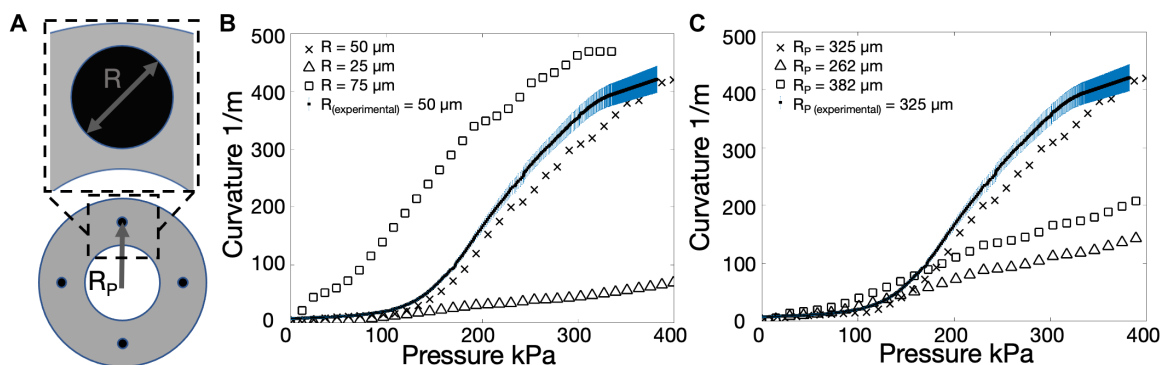 A
R
R_P
B
Curvature 1/m
500
400
300
200
100
0
× R = 50 µm
△ R = 25 µm
□ R = 75 µm
R(experimental) = 50 µm
0 100 200 300 400
Pressure kPa
C
Curvature 1/m
500
400
300
200
100
0
× R_P = 325 µm
△ R_P = 262 µm
□ R_P = 382 µm
R_P (experimental) = 325 µm
0 100 200 300 400
Pressure kPa